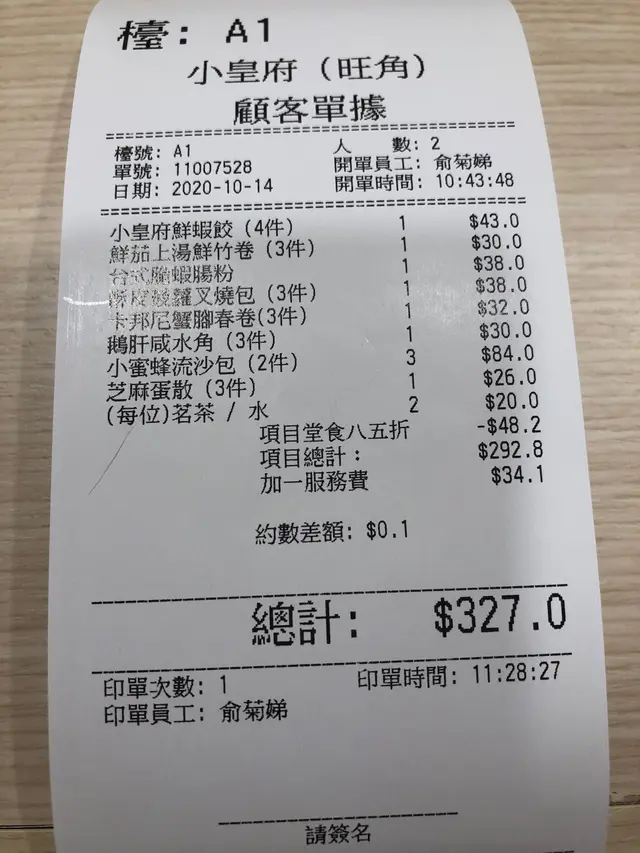 檯: A1
小皇府 (旺角)
顧客單據
檯號: A1 人 數: 2
單號: 11007528 開單員工: 俞菊娣
日期: 2020-10-14 開單時間: 10:43:48
小皇府鮮蝦餃 (4件) 1 $43.0
鮮茄上湯鮮竹卷 (3件) 1 $30.0
台式脆蝦腸粉 1 $38.0
菠蘿叉燒包 (3件) 1 $38.0
卡邦尼蟹腳春卷(3件) 1 $32.0
鵝肝咸水角 (3件) 1 $30.0
小蜜蜂流沙包 (2件) 3 $84.0
芝麻蛋散 (3件) 1 $26.0
(每位)茗茶 / 水 2 $20.0
項目堂食八五折 -$48.2
項目總計: $292.8
加一服務費 $34.1
約數差額: $0.1
總計: $327.0
印單次數: 1 印單時間: 11:28:27
印單員工: 俞菊娣
請簽名